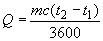 Q = mc(t₂ − t₁) / 3600